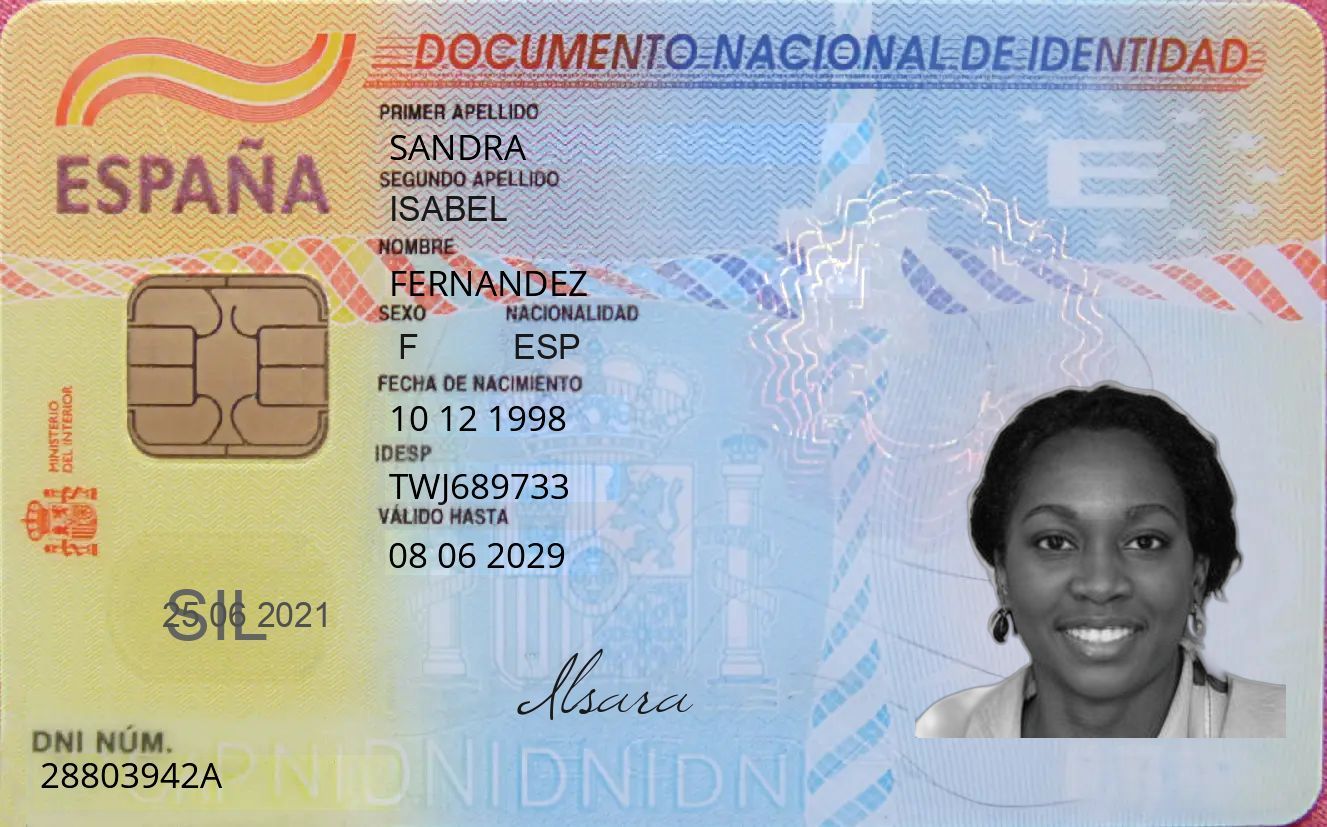 DOCUMENTO NACIONAL DE IDENTIDAD
ESPAÑA
PRIMER APELLIDO
SANDRA
SEGUNDO APELLIDO
ISABEL
NOMBRE
FERNANDEZ
SEXO NACIONALIDAD
F ESP
FECHA DE NACIMIENTO
10 12 1998
IDESP
TWJ689733
VÁLIDO HASTA
08 06 2029
MINISTERIO
DEL INTERIOR
E
SIL
25 06 2021
Ilsara
DNI NÚM.
28803942A
DNIDNIDNIDN